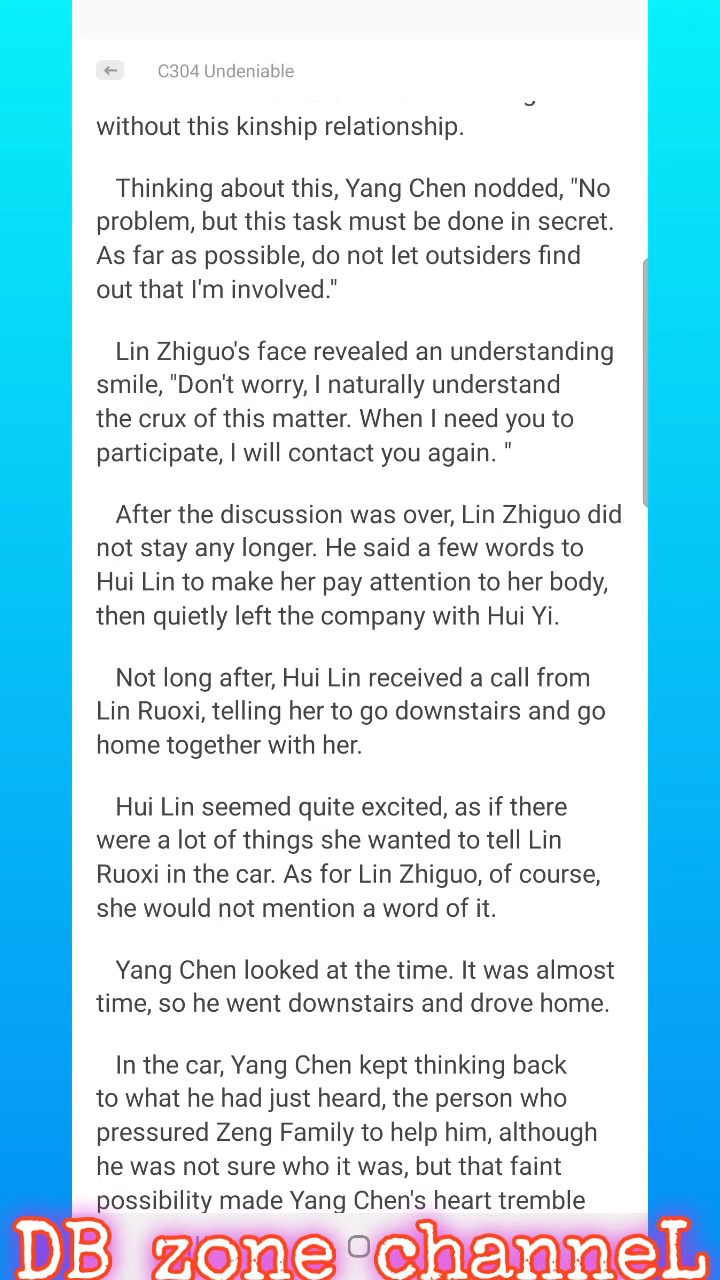 C304 Undeniable
without this kinship relationship.
Thinking about this, Yang Chen nodded, "No
problem, but this task must be done in secret.
As far as possible, do not let outsiders find
out that I'm involved."
Lin Zhiguo's face revealed an understanding
smile, "Don't worry, I naturally understand
the crux of this matter. When I need you to
participate, I will contact you again. "
After the discussion was over, Lin Zhiguo did
not stay any longer. He said a few words to
Hui Lin to make her pay attention to her body,
then quietly left the company with Hui Yi.
Not long after, Hui Lin received a call from
Lin Ruoxi, telling her to go downstairs and go
home together with her.
Hui Lin seemed quite excited, as if there
were a lot of things she wanted to tell Lin
Ruoxi in the car. As for Lin Zhiguo, of course,
she would not mention a word of it.
Yang Chen looked at the time. It was almost
time, so he went downstairs and drove home.
In the car, Yang Chen kept thinking back
to what he had just heard, the person who
pressured Zeng Family to help him, although
he was not sure who it was, but that faint
possibility made Yang Chen's heart tremble
DB zone channeL